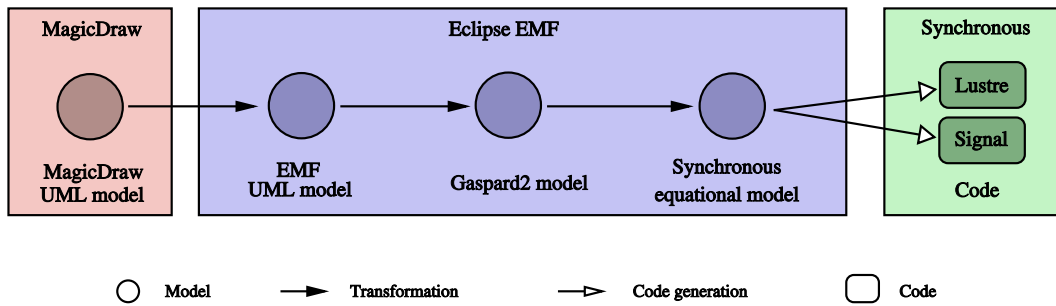 MagicDraw
Eclipse EMF
Synchronous
Lustre
Signal
MagicDraw
UML model
EMF
UML model
Gaspard2 model
Synchronous
equational model
Code
Model
Transformation
Code generation
Code